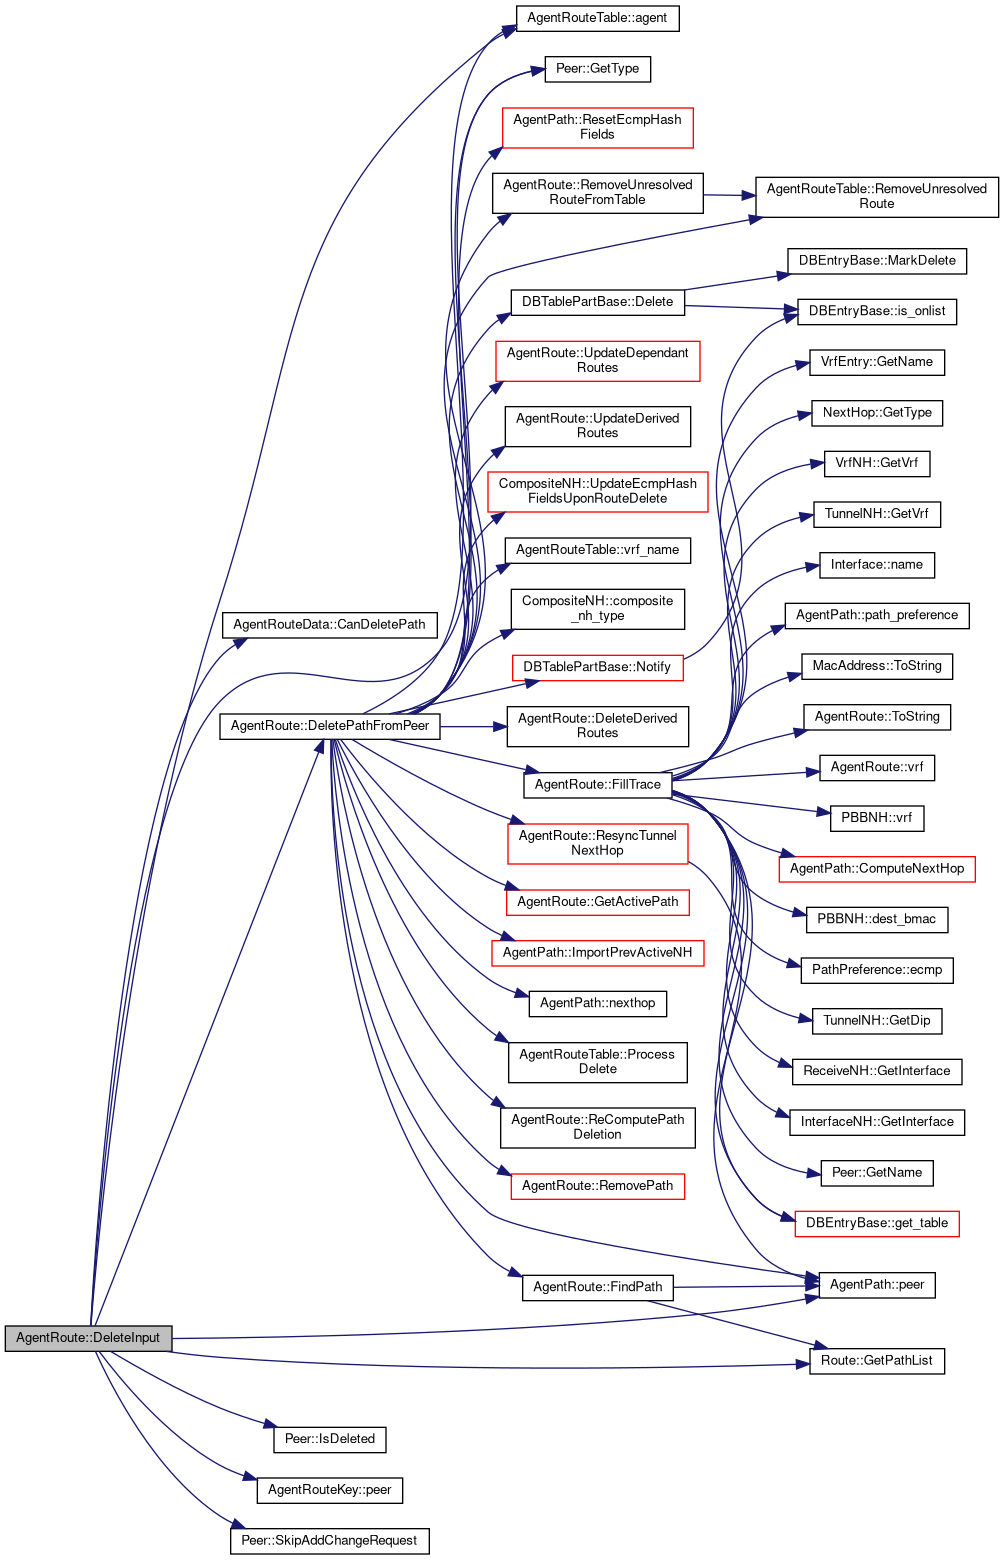 AgentRouteTable::agent
Peer::GetType
AgentPath::ResetEcmpHash
Fields
AgentRoute::RemoveUnresolved
RouteFromTable
AgentRouteTable::RemoveUnresolved
Route
DBEntryBase::MarkDelete
DBTablePartBase::Delete
DBEntryBase::is_onlist
AgentRoute::UpdateDependant
Routes
VrfEntry::GetName
NextHop::GetType
AgentRoute::UpdateDerived
Routes
VrfNH::GetVrf
CompositeNH::UpdateEcmpHash
FieldsUponRouteDelete
TunnelNH::GetVrf
AgentRouteTable::vrf_name
Interface::name
CompositeNH::composite
_nh_type
AgentPath::path_preference
AgentRouteData::CanDeletePath
DBTablePartBase::Notify
MacAddress::ToString
AgentRoute::DeletePathFromPeer
AgentRoute::DeleteDerived
Routes
AgentRoute::ToString
AgentRoute::vrf
AgentRoute::FillTrace
PBBNH::vrf
AgentRoute::ResyncTunnel
NextHop
AgentPath::ComputeNextHop
AgentRoute::GetActivePath
PBBNH::dest_bmac
AgentPath::ImportPrevActiveNH
PathPreference::ecmp
AgentPath::nexthop
TunnelNH::GetDip
AgentRouteTable::Process
Delete
ReceiveNH::GetInterface
AgentRoute::ReComputePath
Deletion
InterfaceNH::GetInterface
AgentRoute::RemovePath
Peer::GetName
DBEntryBase::get_table
AgentRoute::FindPath
AgentPath::peer
AgentRoute::DeleteInput
Route::GetPathList
Peer::IsDeleted
AgentRouteKey::peer
Peer::SkipAddChangeRequest